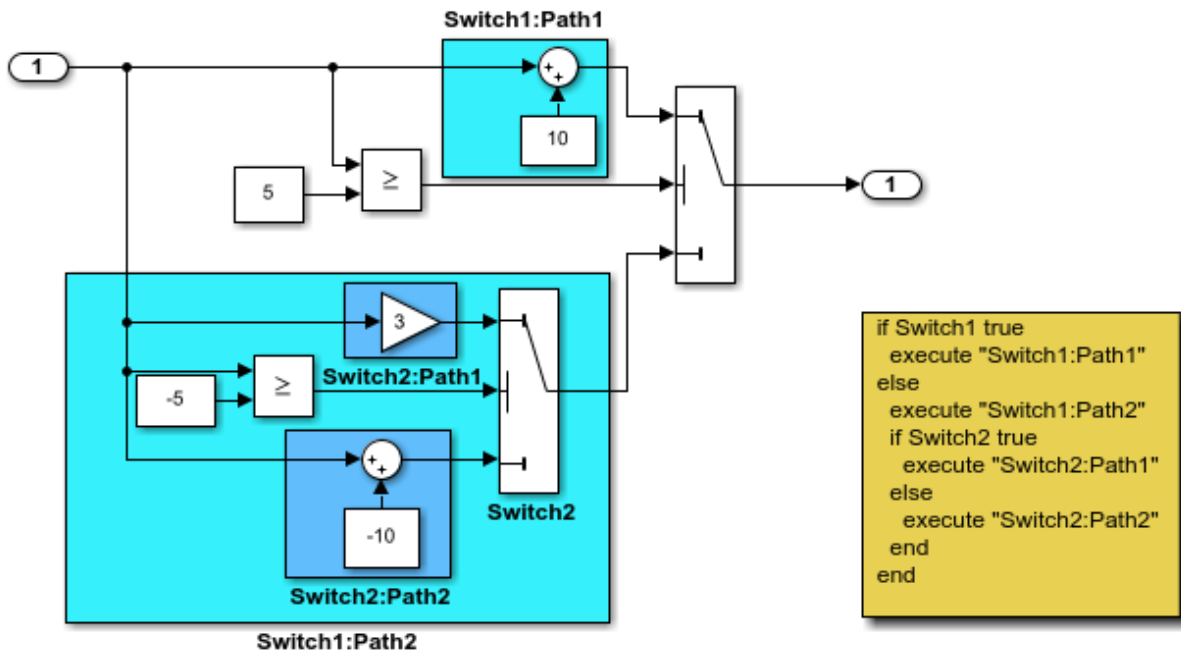 Switch1:Path1
1
10
≥
5
1
3
Switch2:Path1
≥
-5
Switch2
-10
Switch2:Path2
Switch1:Path2
if Switch1 true
execute "Switch1:Path1"
else
execute "Switch1:Path2"
if Switch2 true
execute "Switch2:Path1"
else
execute "Switch2:Path2"
end
end